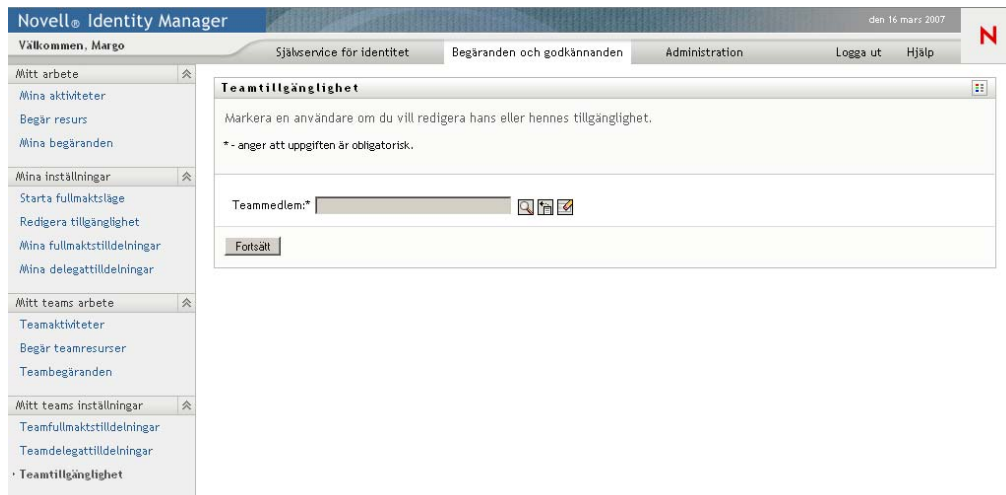 Novell® Identity Manager
den 16 mars 2007
N
Välkommen, Margo
Självservice för identitet
Begäranden och godkännanden
Administration
Logga ut
Hjälp
Mitt arbete
Mina aktiviteter
Begär resurs
Mina begäranden
Mina inställningar
Starta fullmaktsläge
Redigera tillgänglighet
Mina fullmaktstilldelningar
Mina delegattilldelningar
Mitt teams arbete
Teamaktiviteter
Begär teamresurser
Teambegäranden
Mitt teams inställningar
Teamfullmaktstilldelningar
Teamdelegattilldelningar
Teamtillgänglighet
Teamtillgänglighet
Markera en användare om du vill redigera hans eller hennes tillgänglighet.
* - anger att uppgiften är obligatorisk.
Teammedlem:*
Fortsätt